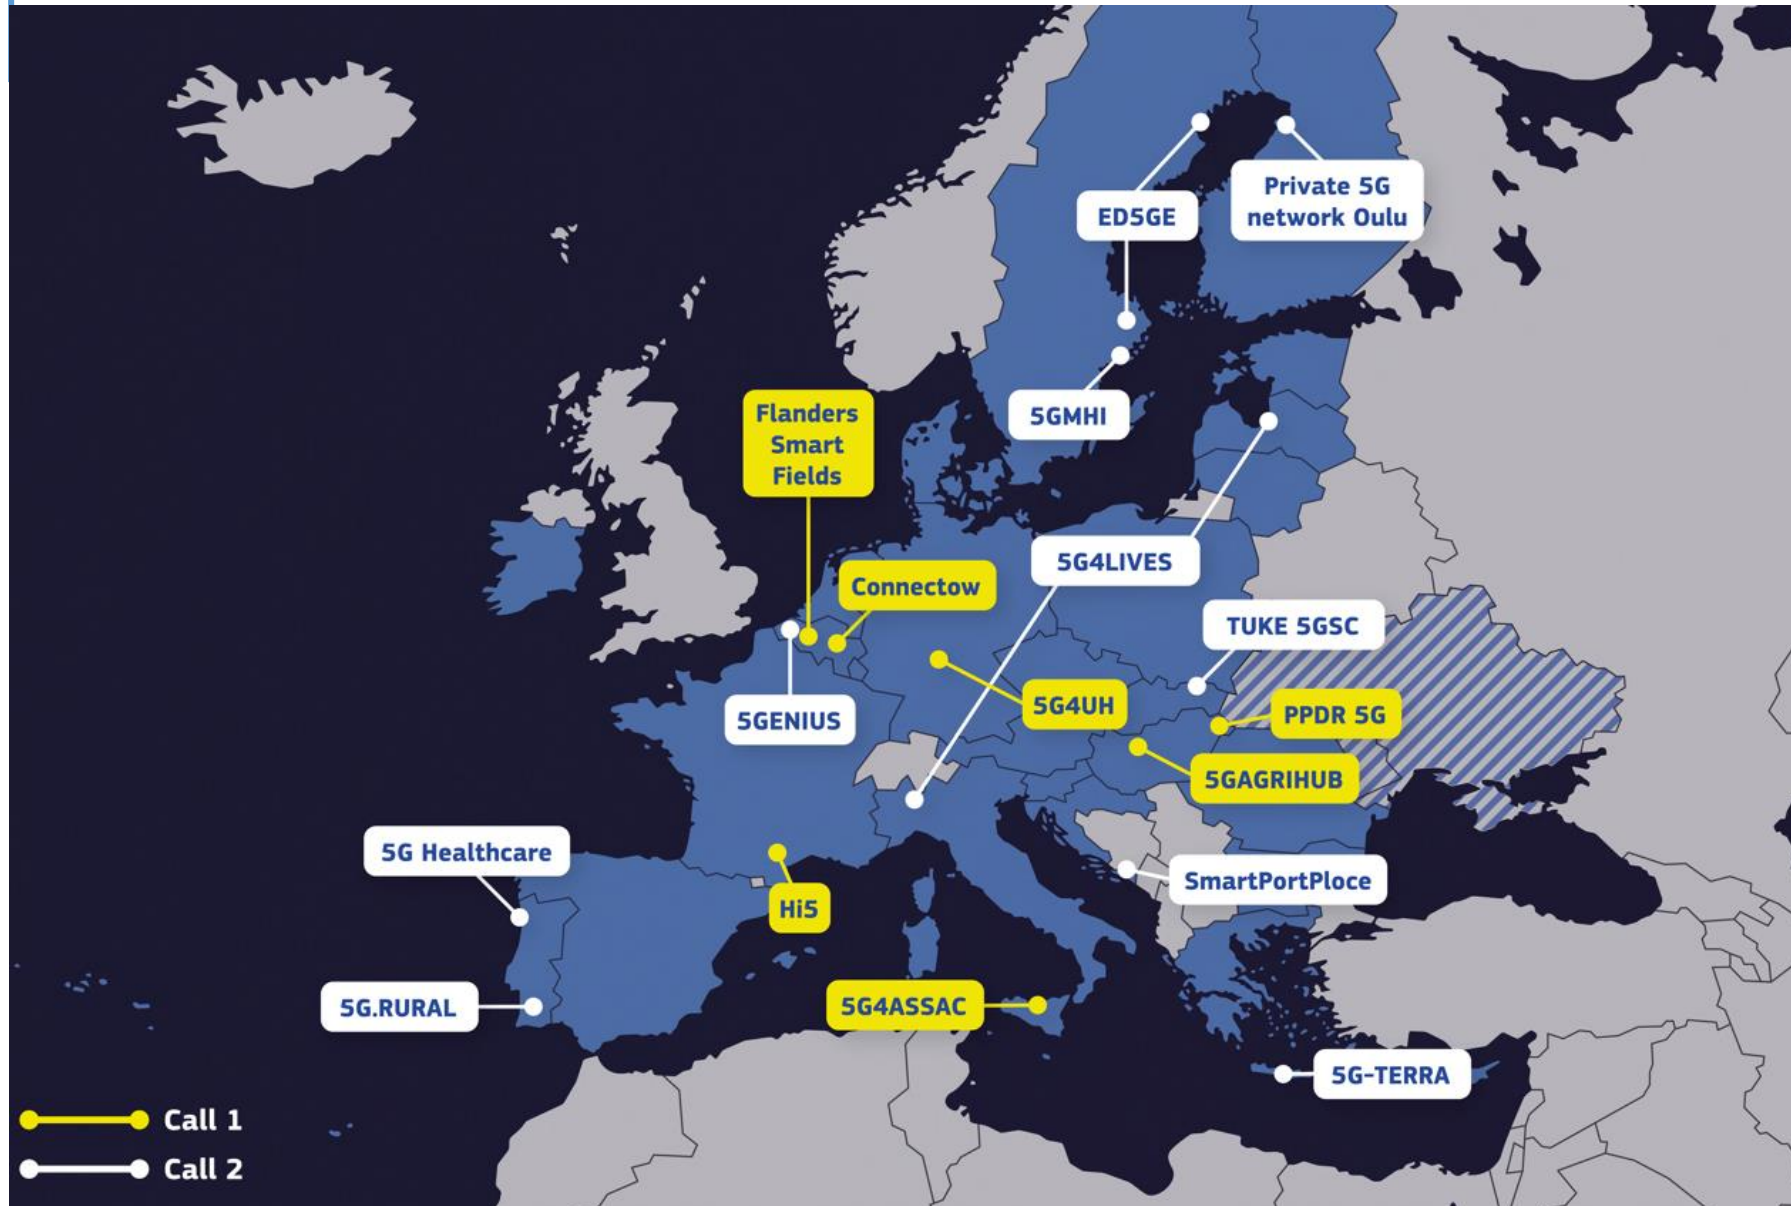 Private 5G
network Oulu
ED5GE
5GMHI
Flanders
Smart
Fields
5G4LIVES
Connectow
TUKE 5GSC
5G4UH
PPDR 5G
5GENIUS
5GAGRIHUB
5G Healthcare
SmartPortPloce
Hi5
5G.RURAL
5G4ASSAC
5G-TERRA
Call 1
Call 2